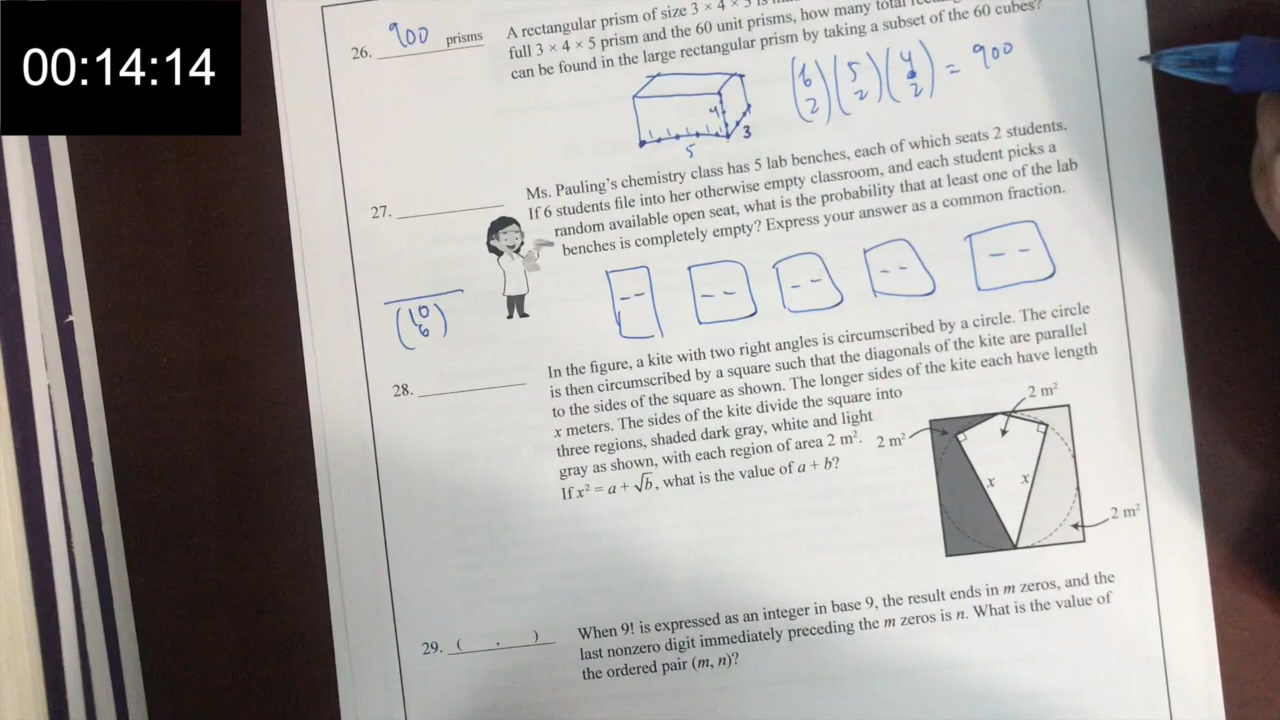 00:14:14
26. 900 prisms
A rectangular prism of size 3 × 4 × 5 is
full 3 × 4 × 5 prism and the 60 unit prisms, how many total
can be found in the large rectangular prism by taking a subset of the 60 cubes?
4
3
5
(6 2)(5 2)(4 2) = 900
27.
Ms. Pauling's chemistry class has 5 lab benches, each of which seats 2 students.
If 6 students file into her otherwise empty classroom, and each student picks a
random available open seat, what is the probability that at least one of the lab
benches is completely empty? Express your answer as a common fraction.
(10 6)
28.
In the figure, a kite with two right angles is circumscribed by a circle. The circle
is then circumscribed by a square such that the diagonals of the kite are parallel
to the sides of the square as shown. The longer sides of the kite each have length
x meters. The sides of the kite divide the square into
three regions, shaded dark gray, white and light
gray as shown, with each region of area 2 m².
If x² = a + √b, what is the value of a + b?
2 m²
2 m²
x x
2 m²
29. ( , )
When 9! is expressed as an integer in base 9, the result ends in m zeros, and the
last nonzero digit immediately preceding the m zeros is n. What is the value of
the ordered pair (m, n)?